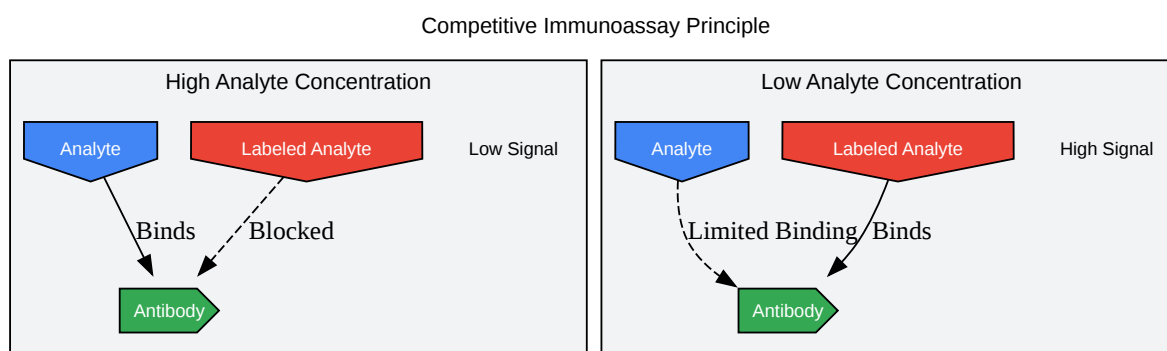 Competitive Immunoassay Principle
High Analyte Concentration
Analyte
Labeled Analyte
Low Signal
Binds
Blocked
Antibody
Low Analyte Concentration
Analyte
Labeled Analyte
High Signal
Limited Binding
Binds
Antibody